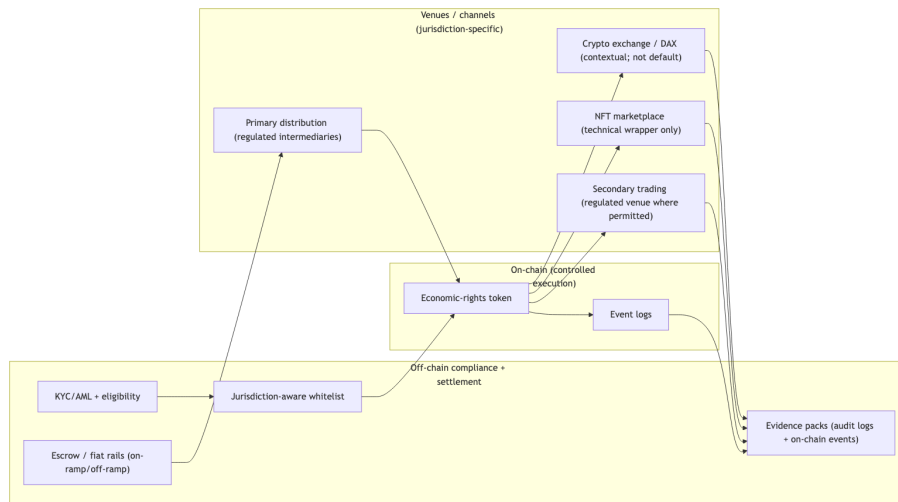 Venues / channels
(jurisdiction-specific)
Crypto exchange / DAX
(contextual; not default)
NFT marketplace
(technical wrapper only)
Primary distribution
(regulated intermediaries)
Secondary trading
(regulated venue where
permitted)
On-chain (controlled
execution)
Economic-rights token
Event logs
Off-chain compliance +
settlement
KYC/AML + eligibility
Jurisdiction-aware whitelist
Escrow / fiat rails (on-
ramp/off-ramp)
Evidence packs (audit logs
+ on-chain events)